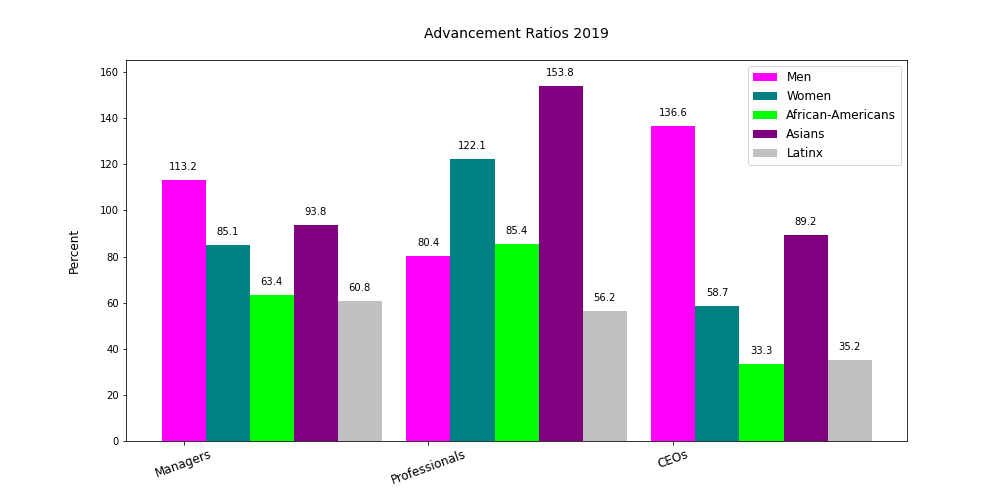 Advancement Ratios 2019
160
140
120
100
80
60
40
20
0
Percent
113.2
85.1
63.4
93.8
60.8
80.4
122.1
85.4
153.8
56.2
136.6
58.7
33.3
89.2
35.2
Men
Women
African-Americans
Asians
Latinx
Managers
Professionals
CEOs